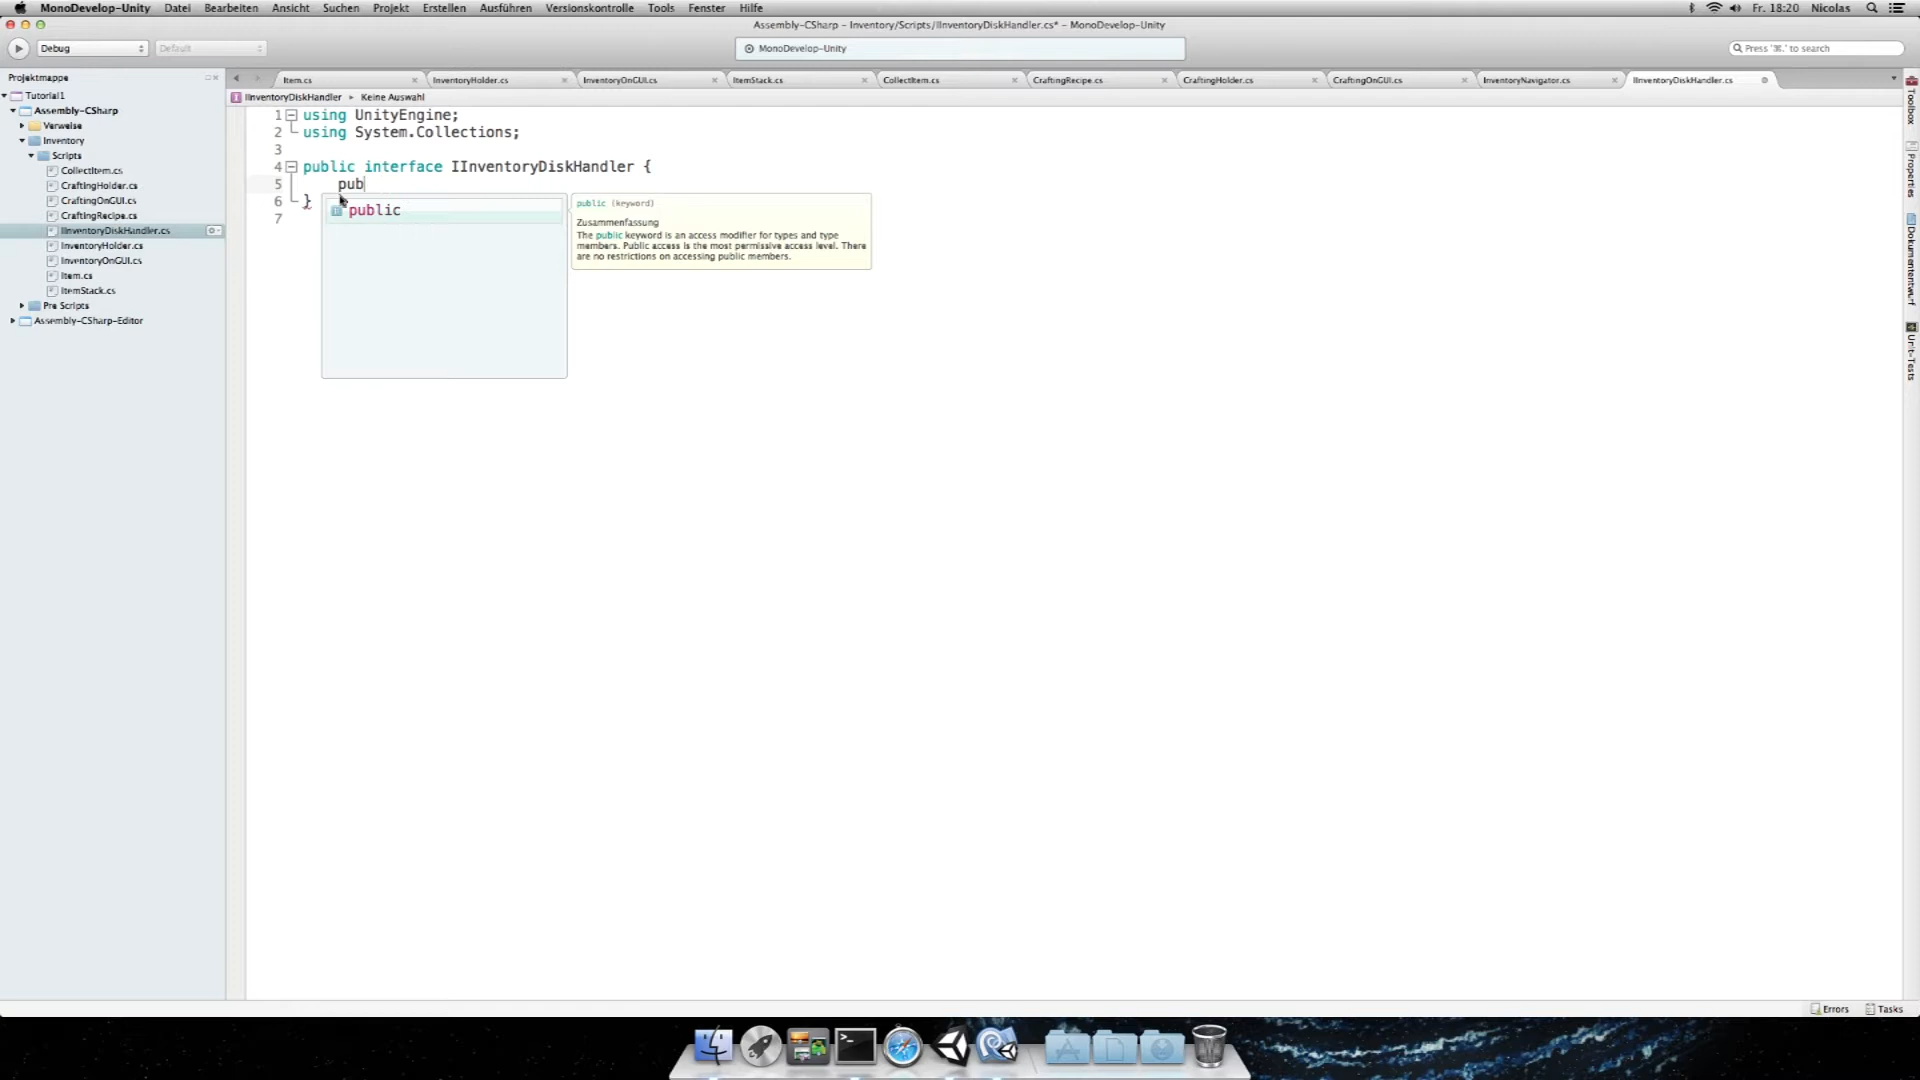 MonoDevelop-Unity Datei Bearbeiten Ansicht Suchen Projekt Erstellen Ausführen Versionskontrolle Tools Fenster Hilfe Fr. 18:20 Nicolas
Assembly-CSharp - Inventory/Scripts/IInventoryDiskHandler.cs* - MonoDevelop-Unity
Debug Default MonoDevelop-Unity Press '⌘.' to search
Projektmappe
Item.cs InventoryHolder.cs InventoryOnGUI.cs ItemStack.cs CollectItem.cs CraftingRecipe.cs CraftingHolder.cs CraftingOnGUI.cs InventoryNavigator.cs IInventoryDiskHandler.cs
IInventoryDiskHandler ▸ Keine Auswahl
Tutorial1
Assembly-CSharp
Verweise
Inventory
Scripts
CollectItem.cs
CraftingHolder.cs
CraftingOnGUI.cs
CraftingRecipe.cs
IInventoryDiskHandler.cs
InventoryHolder.cs
InventoryOnGUI.cs
Item.cs
ItemStack.cs
Pre Scripts
Assembly-CSharp-Editor
1 using UnityEngine;
2 using System.Collections;
3
4 public interface IInventoryDiskHandler {
5 pub
6 }
7
public
public (keyword)
Zusammenfassung
The public keyword is an access modifier for types and type
members. Public access is the most permissive access level. There
are no restrictions on accessing public members.
Toolbox
Properties
Dokumententwurf
Unit-Tests
Errors Tasks